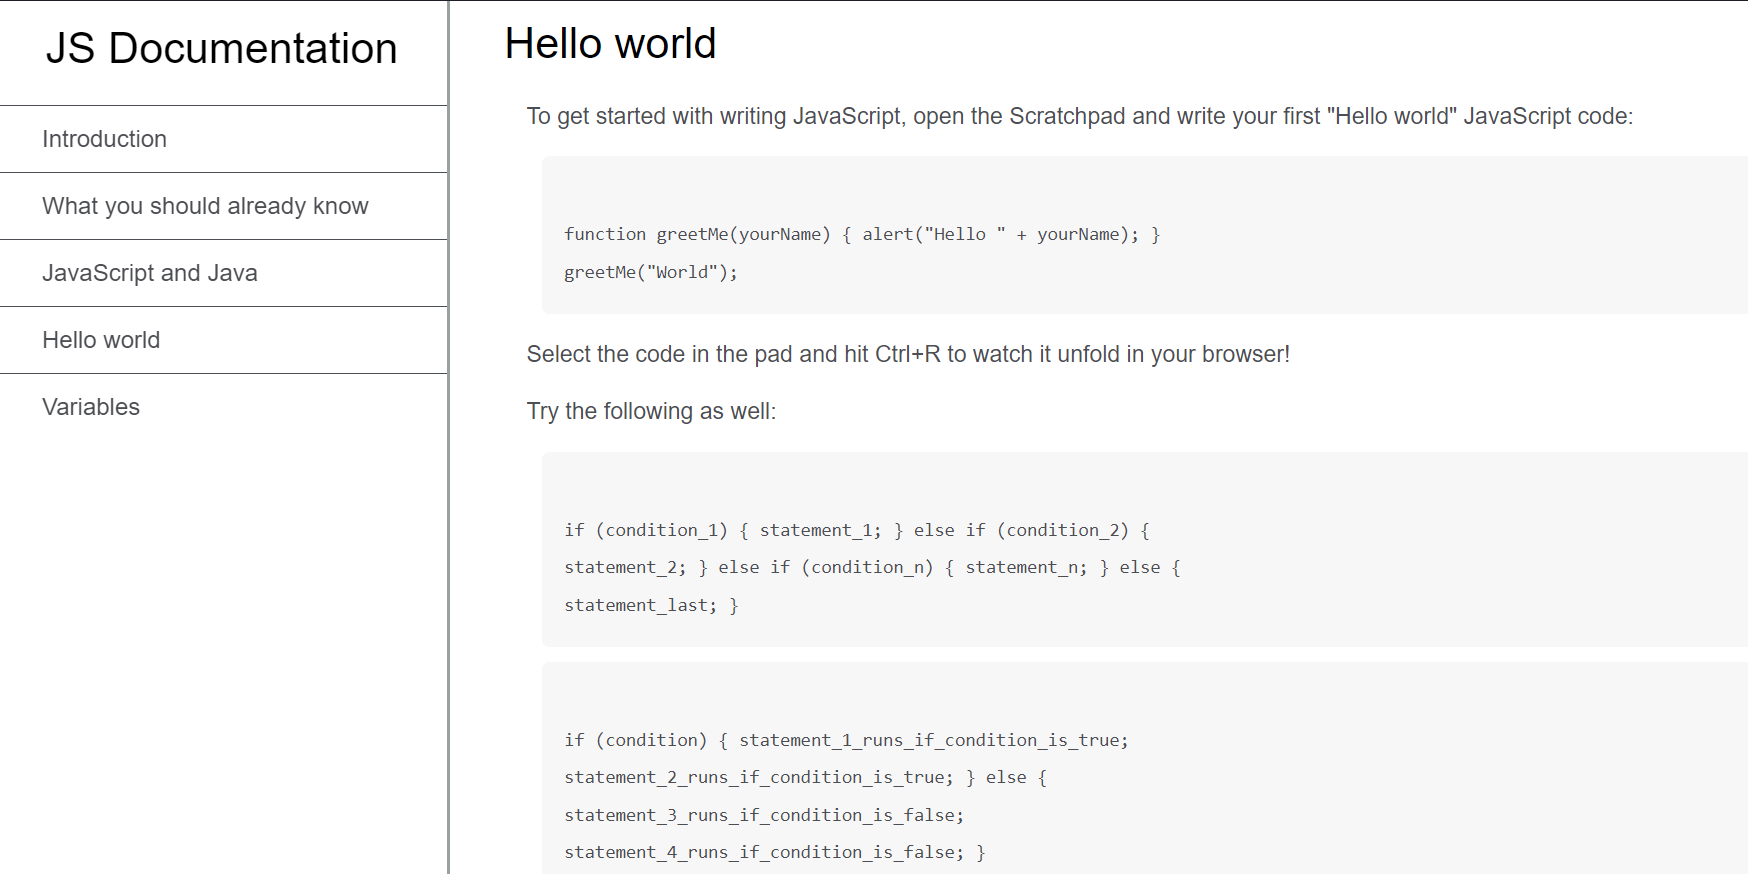 JS Documentation
Introduction
What you should already know
JavaScript and Java
Hello world
Variables
Hello world
To get started with writing JavaScript, open the Scratchpad and write your first "Hello world" JavaScript code:
function greetMe(yourName) { alert("Hello " + yourName); }
greetMe("World");
Select the code in the pad and hit Ctrl+R to watch it unfold in your browser!
Try the following as well:
if (condition_1) { statement_1; } else if (condition_2) {
statement_2; } else if (condition_n) { statement_n; } else {
statement_last; }
if (condition) { statement_1_runs_if_condition_is_true;
statement_2_runs_if_condition_is_true; } else {
statement_3_runs_if_condition_is_false;
statement_4_runs_if_condition_is_false; }